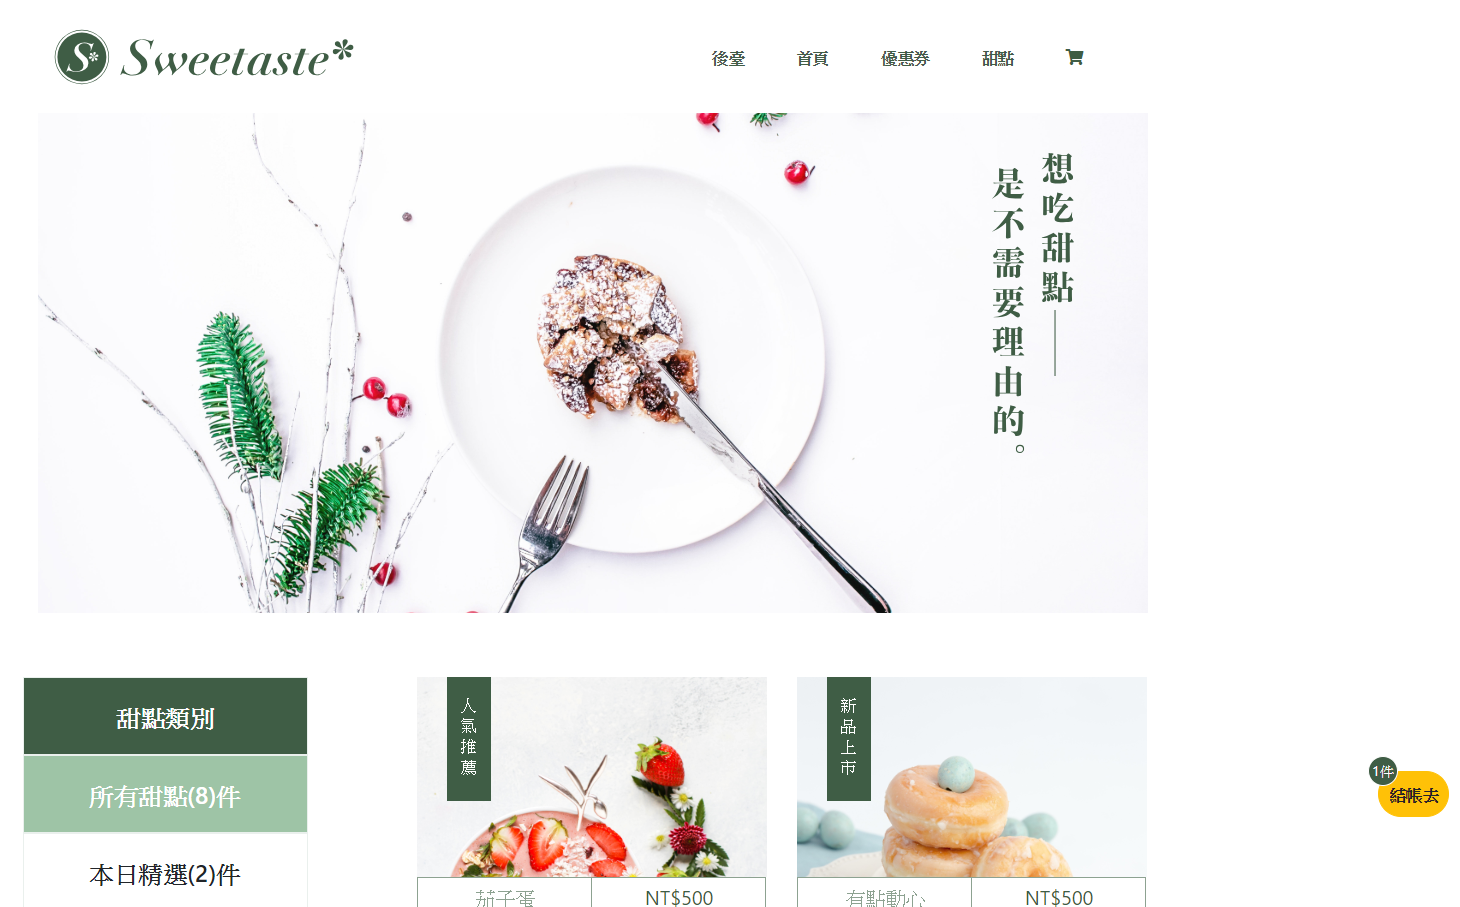 S* Sweetaste*
後臺 首頁 優惠券 甜點
想吃甜點——
是不需要理由的。
甜點類別
所有甜點(8)件
本日精選(2)件
人氣推薦
茄子蛋 NT$500
新品上市
有點動心 NT$500
1件
結帳去